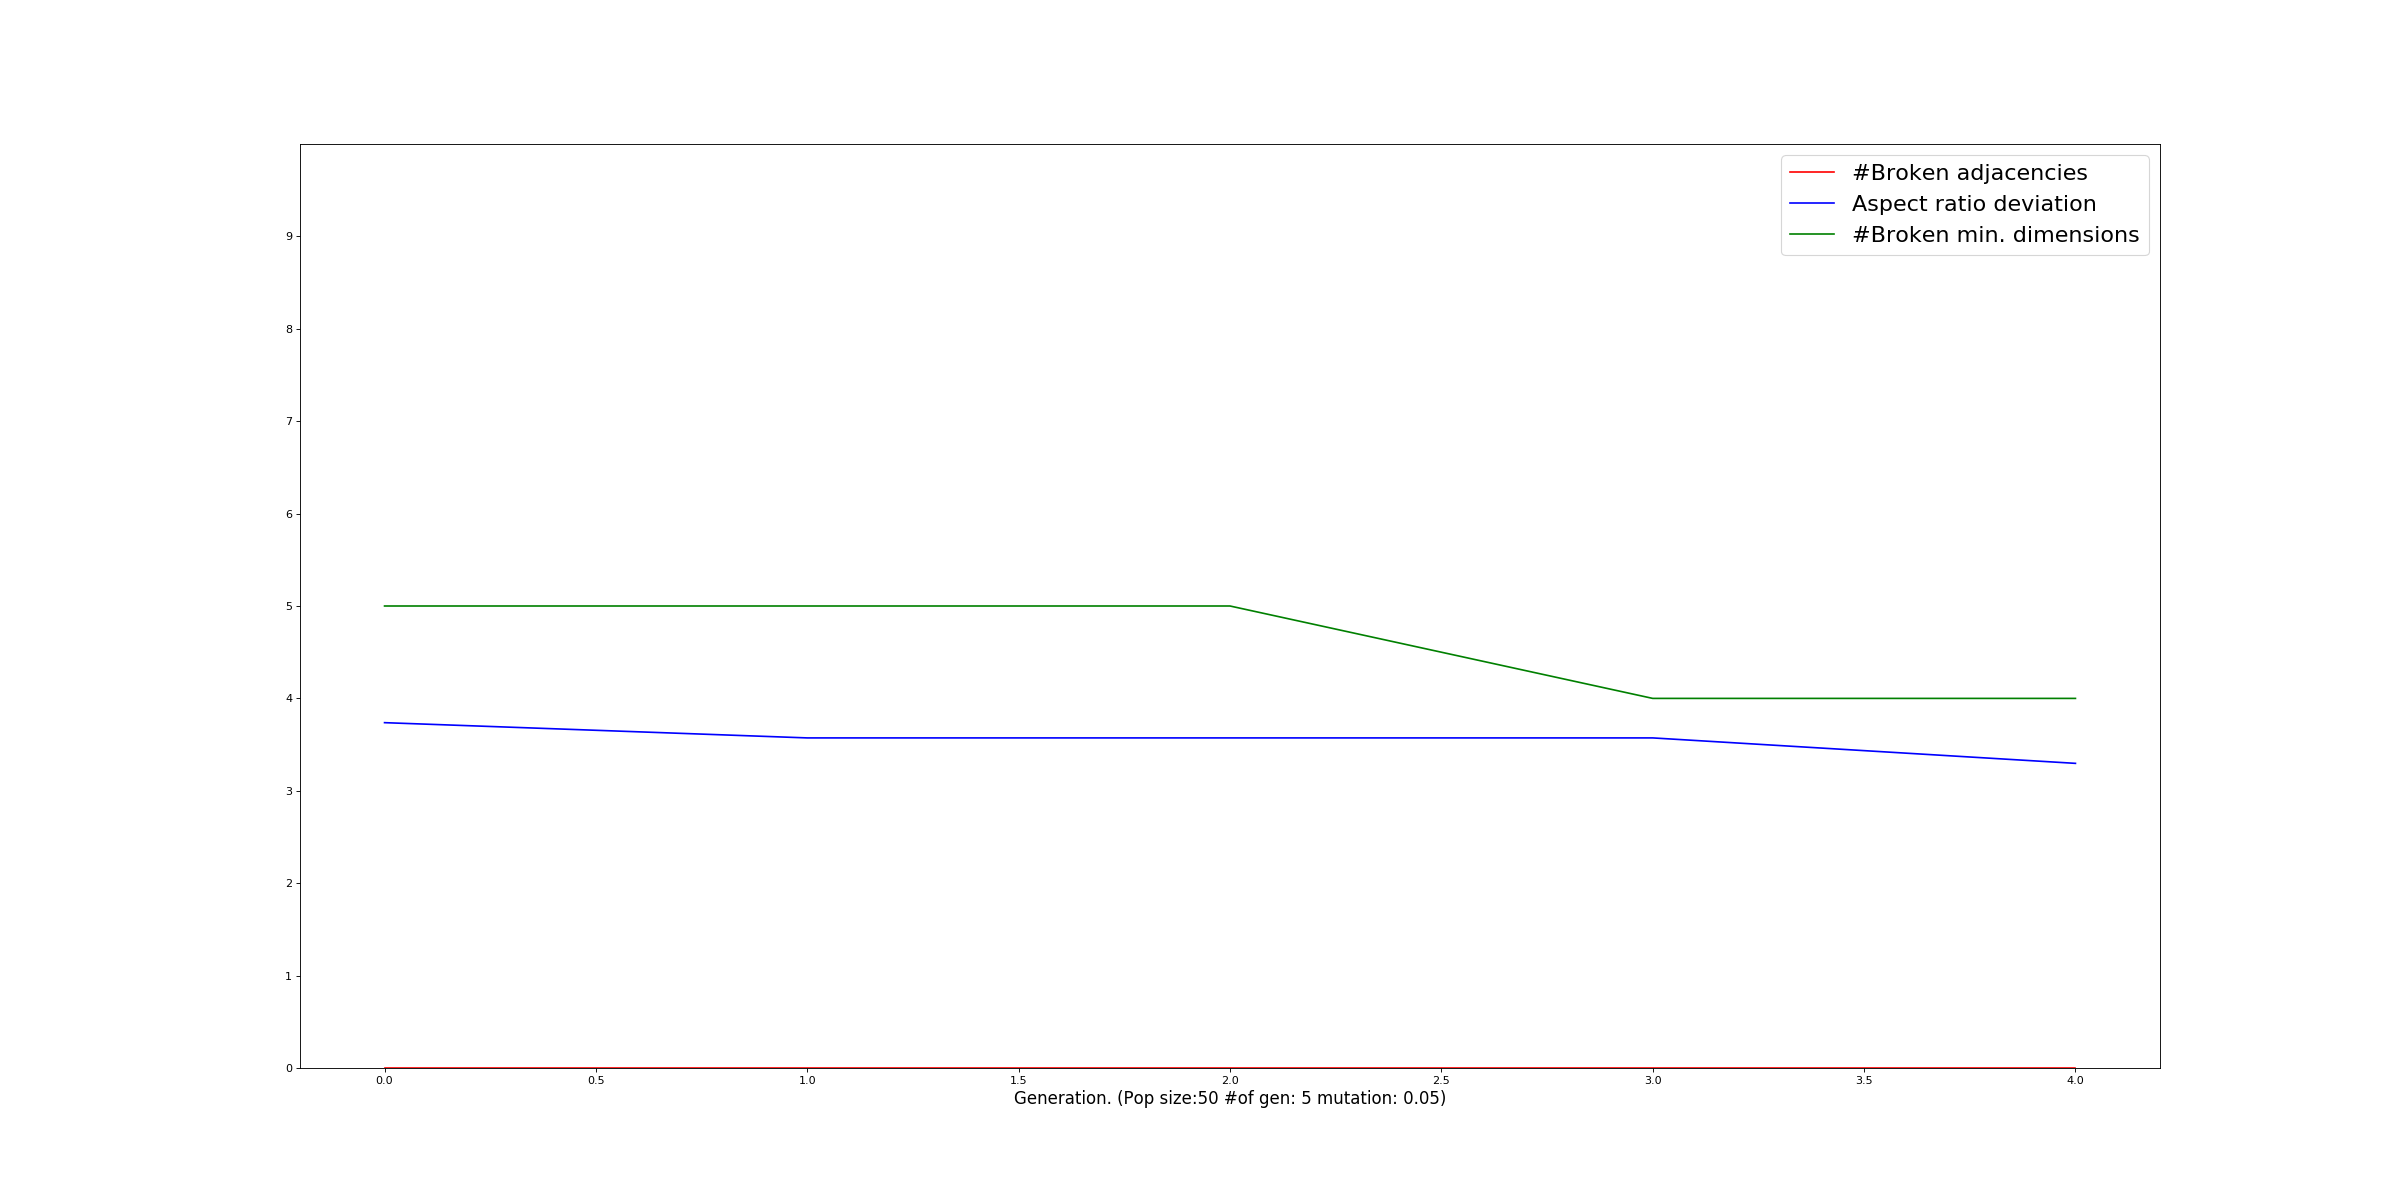 #Broken adjacencies
Aspect ratio deviation
#Broken min. dimensions
9
8
7
6
5
4
3
2
1
0
0.0 0.5 1.0 1.5 2.0 2.5 3.0 3.5 4.0
Generation. (Pop size:50 #of gen: 5 mutation: 0.05)